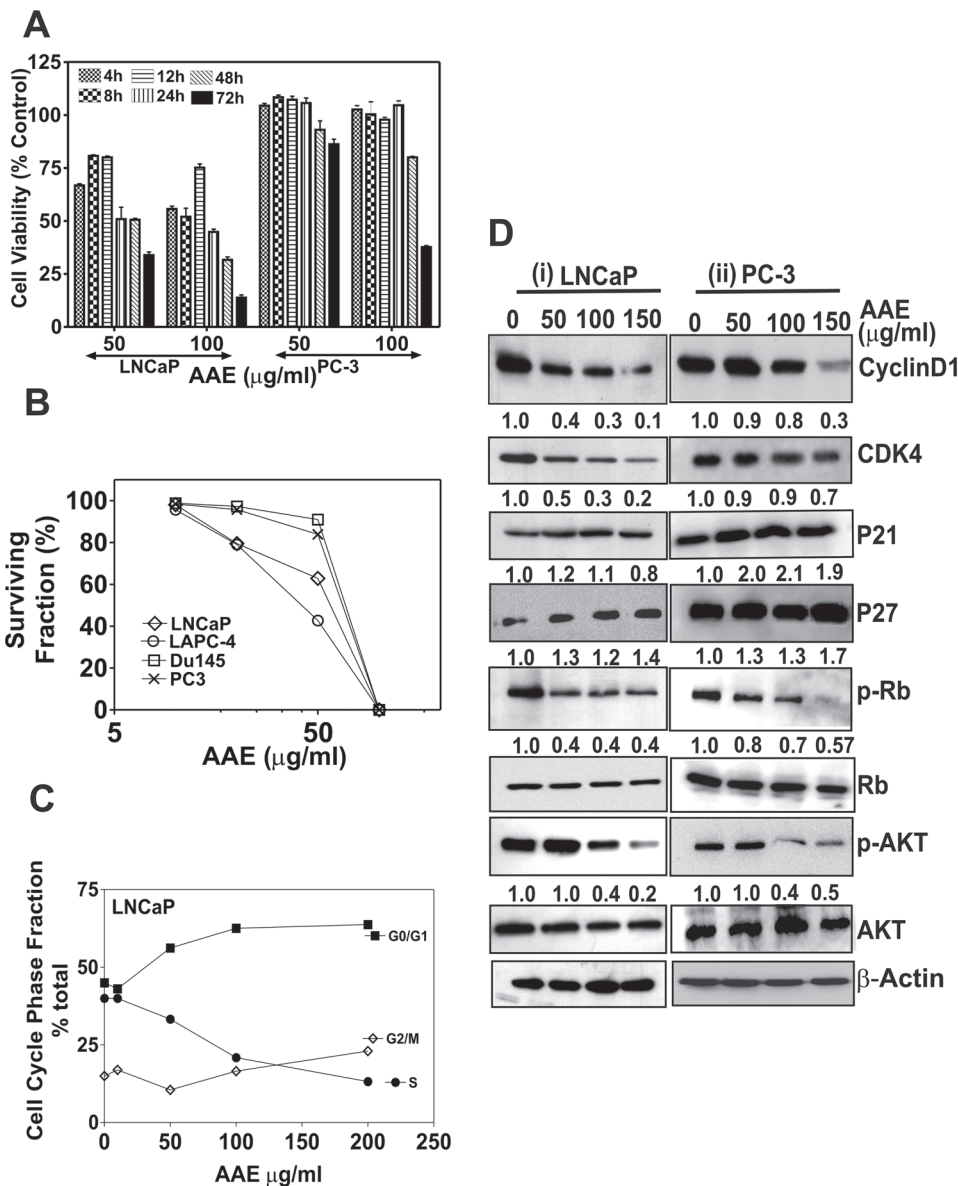 A
125
100
75
50
25
0
Cell Viability (% Control)
4h 12h 48h
8h 24h 72h
50 100 50 100
LNCaP PC-3
AAE (μg/ml)
B
100
80
60
40
20
0
Surviving
Fraction (%)
LNCaP
LAPC-4
Du145
PC3
5 50
AAE (μg/ml)
C
75
50
25
0
Cell Cycle Phase Fraction
% total
LNCaP
G0/G1
G2/M
S
0 50 100 150 200 250
AAE μg/ml
D
(i) LNCaP (ii) PC-3
0 50 100 150 0 50 100 150 AAE
(μg/ml)
CyclinD1
1.0 0.4 0.3 0.1 1.0 0.9 0.8 0.3
CDK4
1.0 0.5 0.3 0.2 1.0 0.9 0.9 0.7
P21
1.0 1.2 1.1 0.8 1.0 2.0 2.1 1.9
P27
1.0 1.3 1.2 1.4 1.0 1.3 1.3 1.7
p-Rb
1.0 0.4 0.4 0.4 1.0 0.8 0.7 0.57
Rb
p-AKT
1.0 1.0 0.4 0.2 1.0 1.0 0.4 0.5
AKT
β-Actin